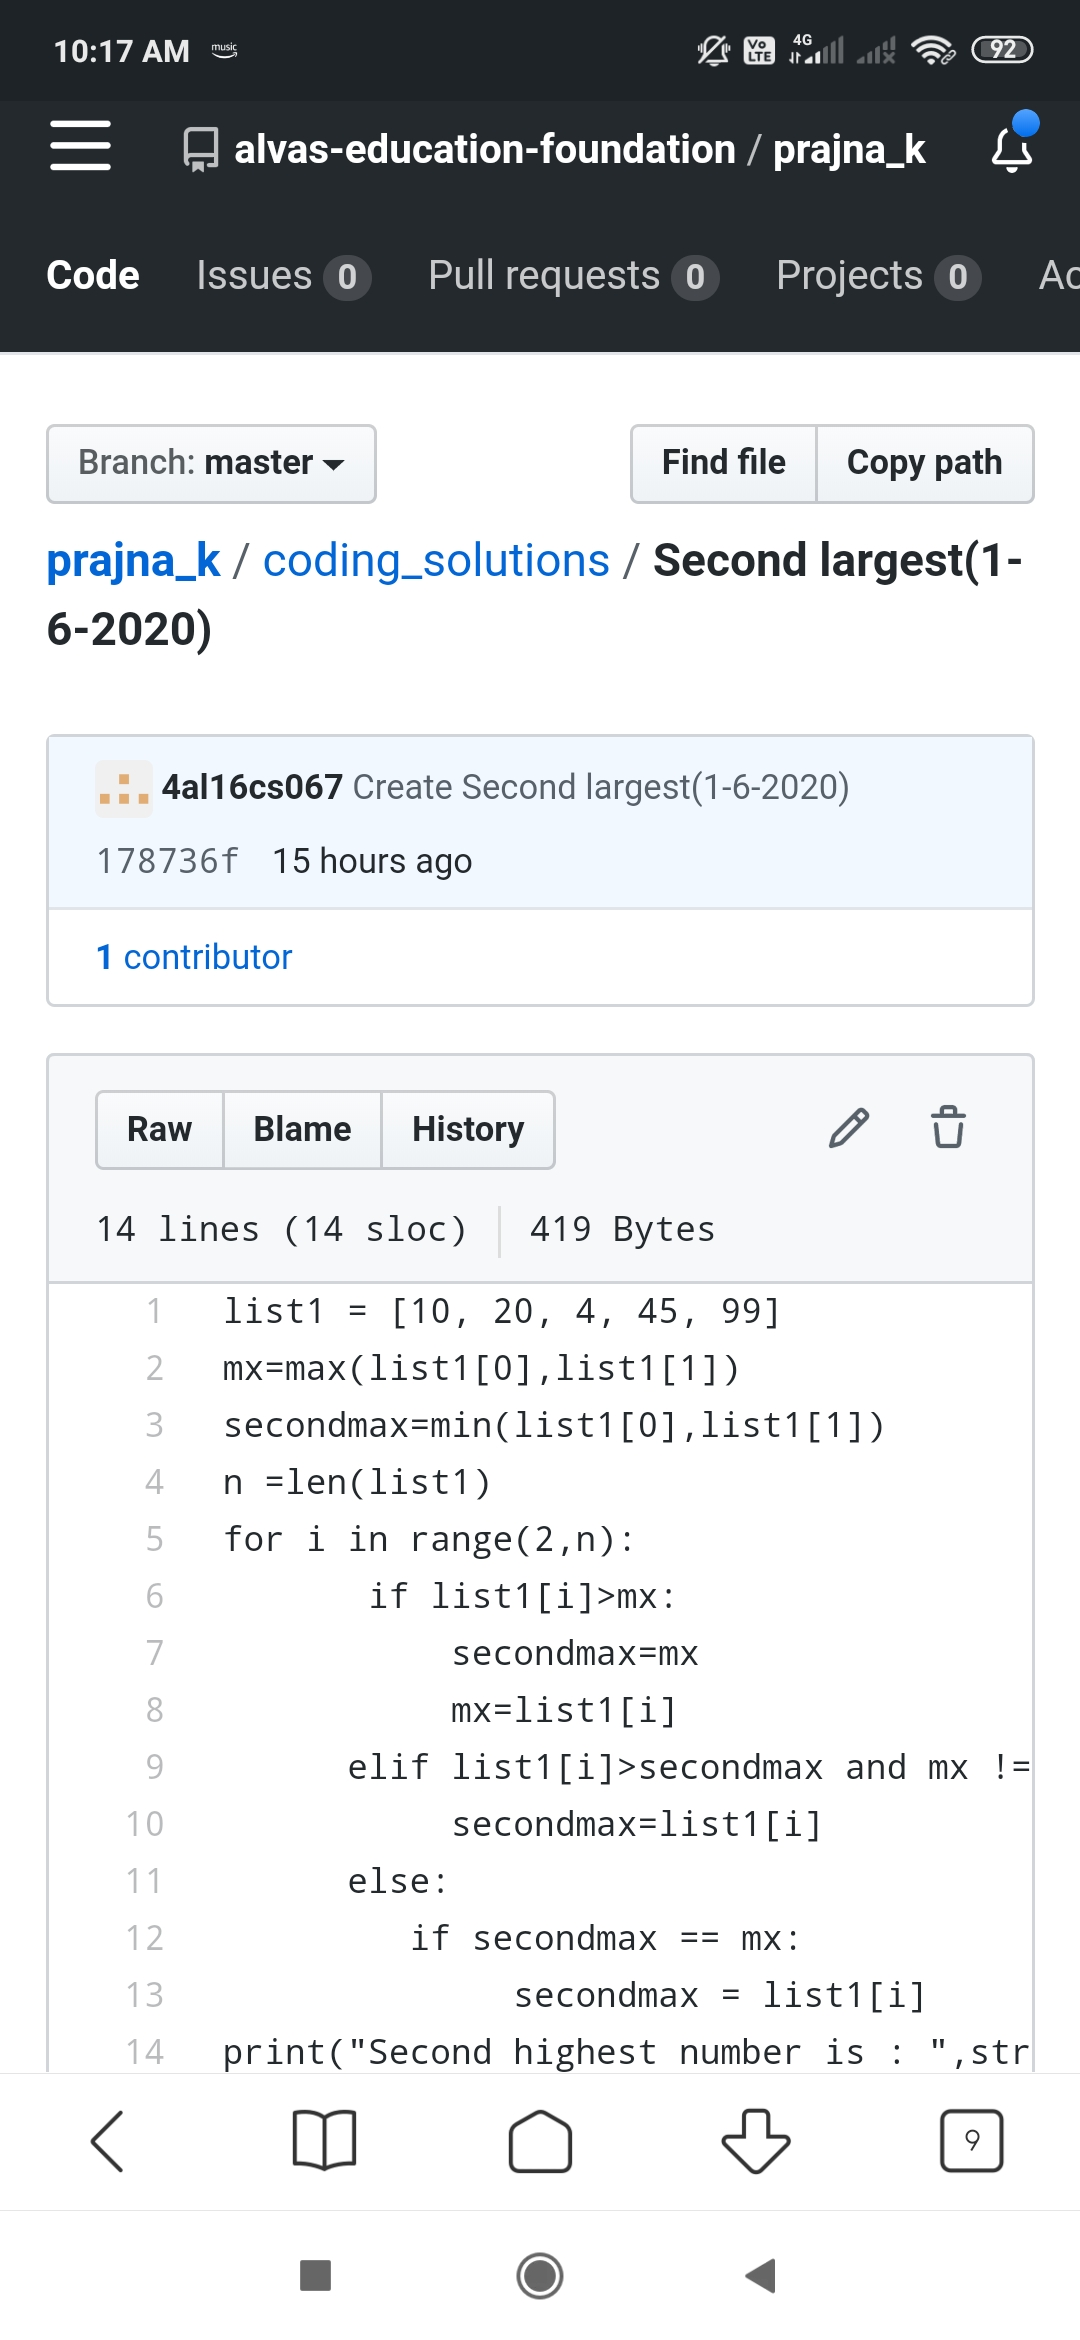 10:17 AM music Vo LTE 4G 92
alvas-education-foundation / prajna_k
Code Issues 0 Pull requests 0 Projects 0 Ac
Branch: master Find file Copy path
prajna_k / coding_solutions / Second largest(1-
6-2020)
4al16cs067 Create Second largest(1-6-2020)
178736f 15 hours ago
1 contributor
Raw Blame History
14 lines (14 sloc) 419 Bytes
1 list1 = [10, 20, 4, 45, 99]
2 mx=max(list1[0],list1[1])
3 secondmax=min(list1[0],list1[1])
4 n =len(list1)
5 for i in range(2,n):
6 if list1[i]>mx:
7 secondmax=mx
8 mx=list1[i]
9 elif list1[i]>secondmax and mx !=
10 secondmax=list1[i]
11 else:
12 if secondmax == mx:
13 secondmax = list1[i]
14 print("Second highest number is : ",str
9